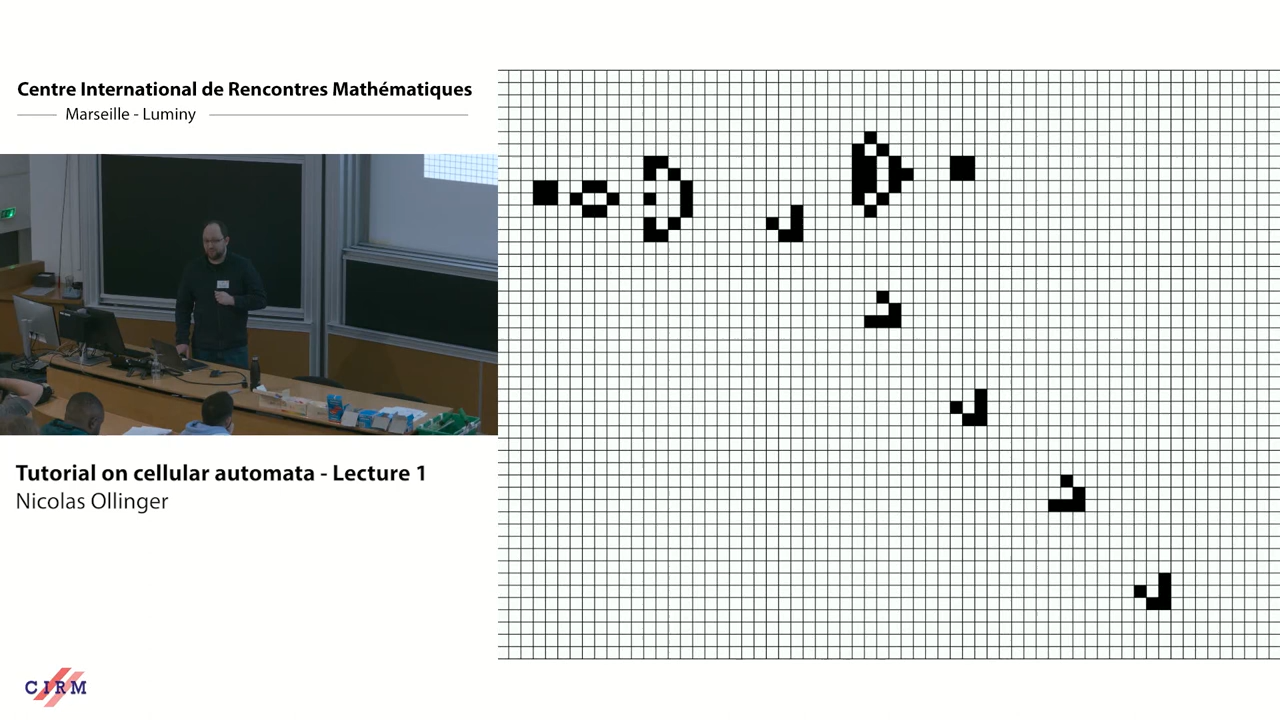 Centre International de Rencontres Mathématiques
Marseille - Luminy
Tutorial on cellular automata - Lecture 1
Nicolas Ollinger
CIRM